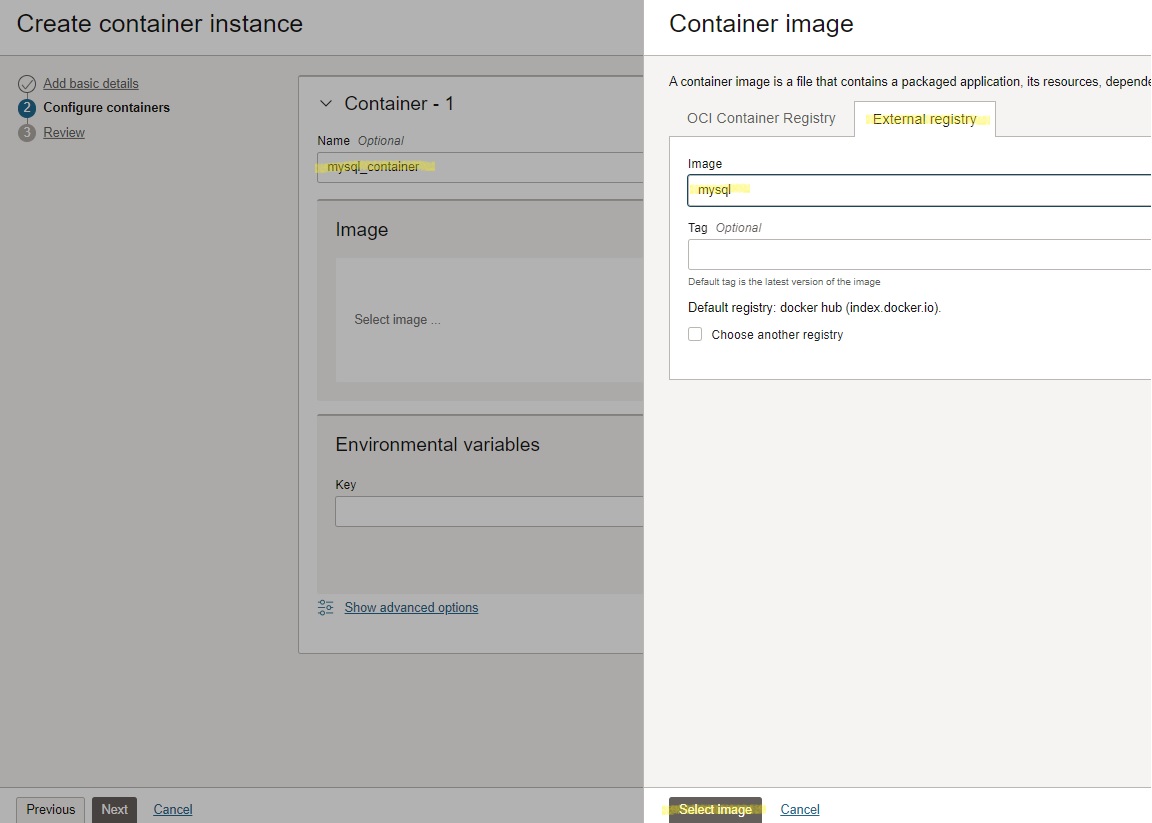 Create container instance
Add basic details
2 Configure containers
3 Review
Container - 1
Name Optional
mysql_container
Image
Select image ...
Environmental variables
Key
Show advanced options
Previous Next Cancel
Container image
A container image is a file that contains a packaged application, its resources, depende
OCI Container Registry External registry
Image
mysql
Tag Optional
Default tag is the latest version of the image
Default registry: docker hub (index.docker.io).
Choose another registry
Select image Cancel